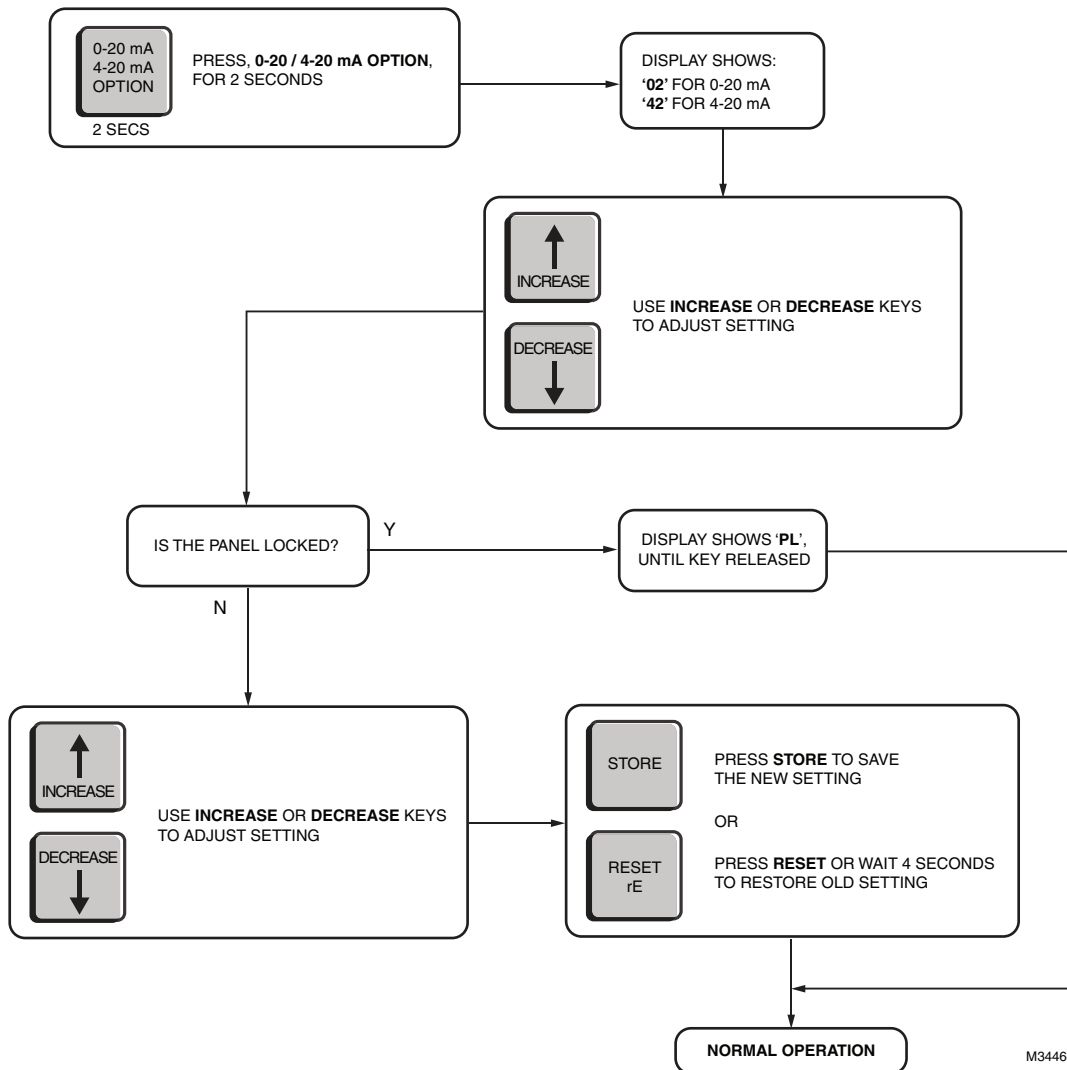 0-20 mA
4-20 mA
OPTION
2 SECS
PRESS, 0-20 / 4-20 mA OPTION,
FOR 2 SECONDS
DISPLAY SHOWS:
‘02’ FOR 0-20 mA
‘42’ FOR 4-20 mA
INCREASE
DECREASE
USE INCREASE OR DECREASE KEYS
TO ADJUST SETTING
IS THE PANEL LOCKED?
Y
N
DISPLAY SHOWS ‘PL’,
UNTIL KEY RELEASED
INCREASE
DECREASE
USE INCREASE OR DECREASE KEYS
TO ADJUST SETTING
STORE
PRESS STORE TO SAVE
THE NEW SETTING
OR
RESET
rE
PRESS RESET OR WAIT 4 SECONDS
TO RESTORE OLD SETTING
NORMAL OPERATION
M3446